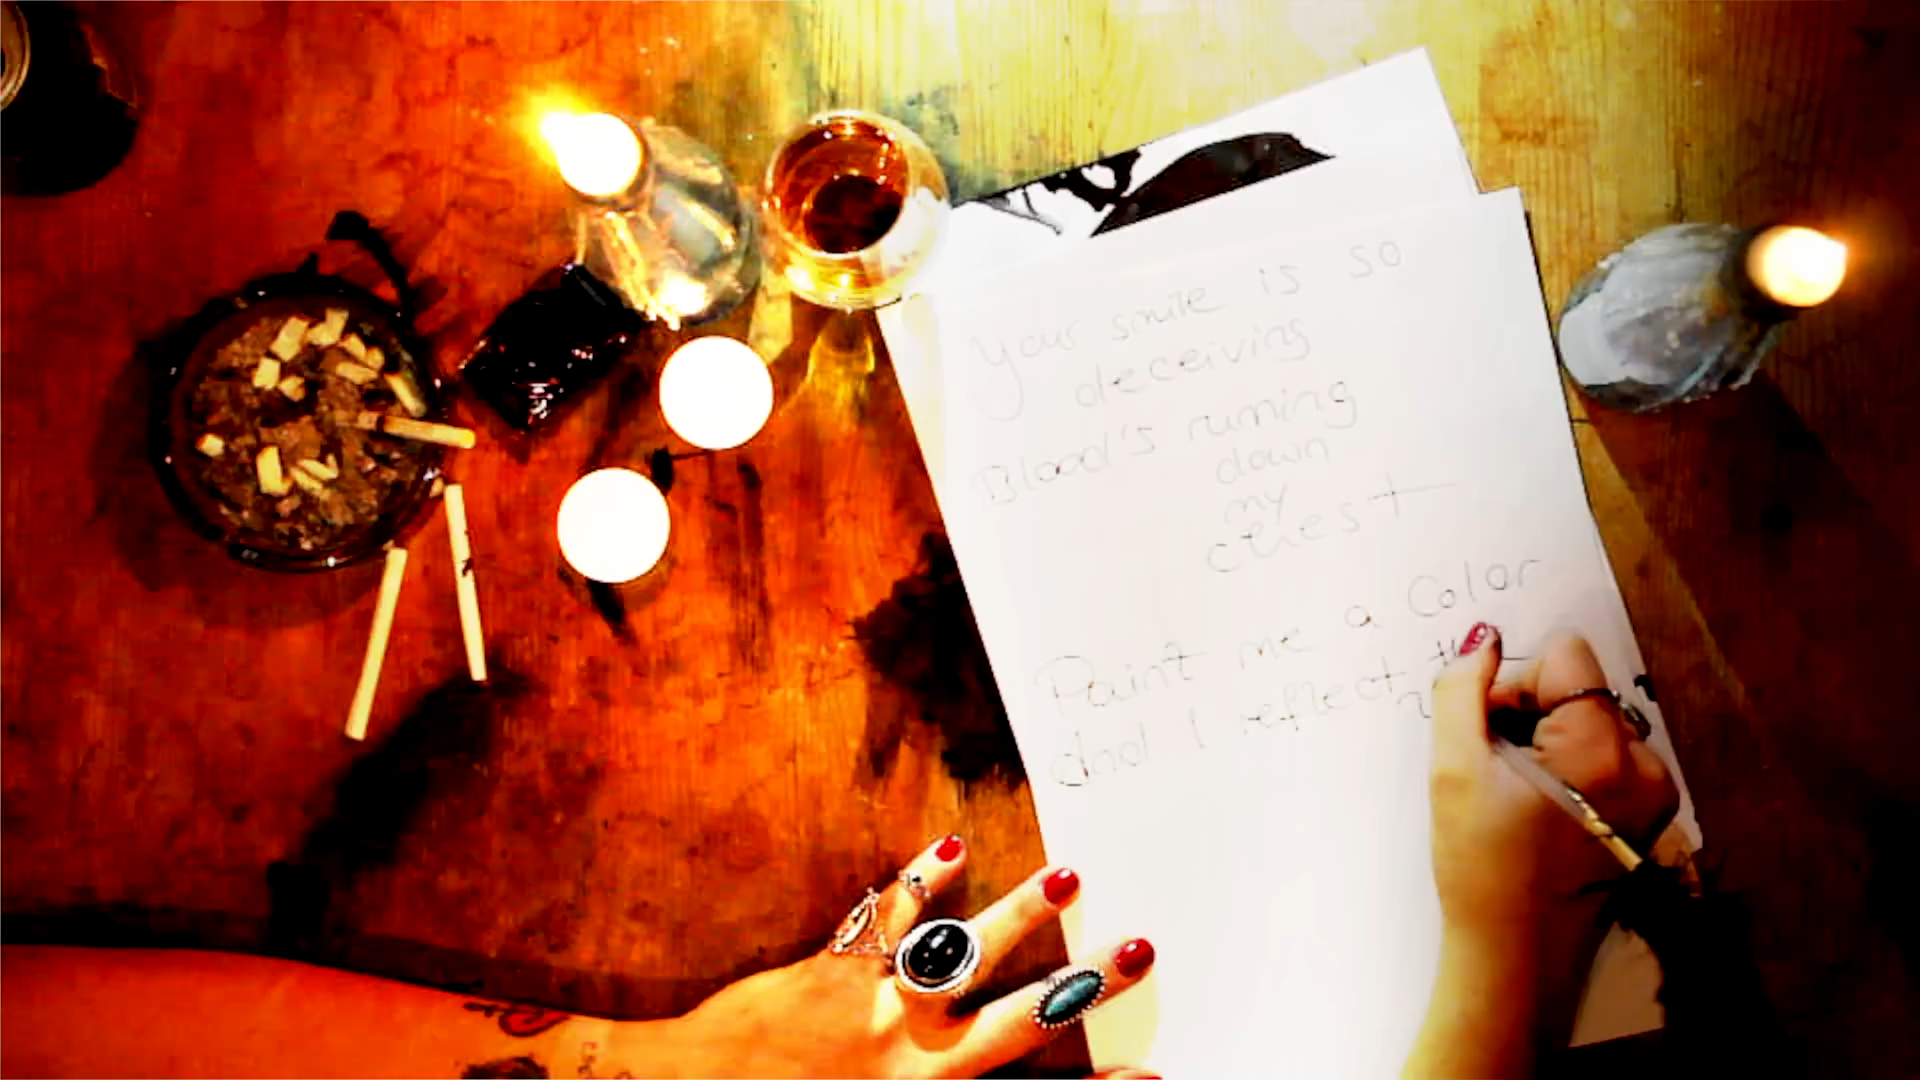 Your smile is so
deceiving
Blood's running
down
my
chest
Paint me a Color
And I reflect